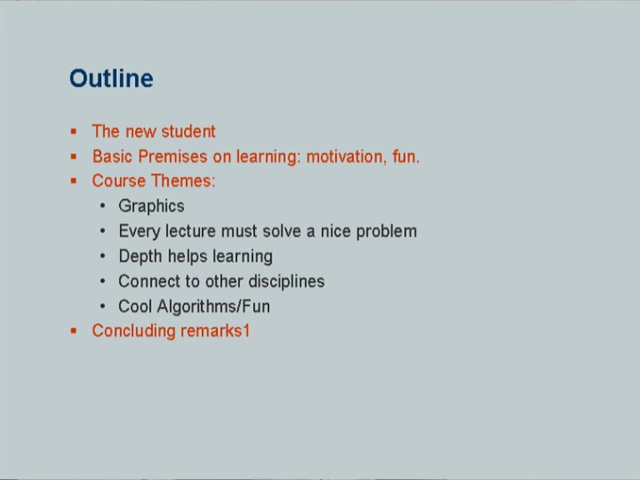 Outline
▪ The new student
▪ Basic Premises on learning: motivation, fun.
▪ Course Themes:
• Graphics
• Every lecture must solve a nice problem
• Depth helps learning
• Connect to other disciplines
• Cool Algorithms/Fun
▪ Concluding remarks1